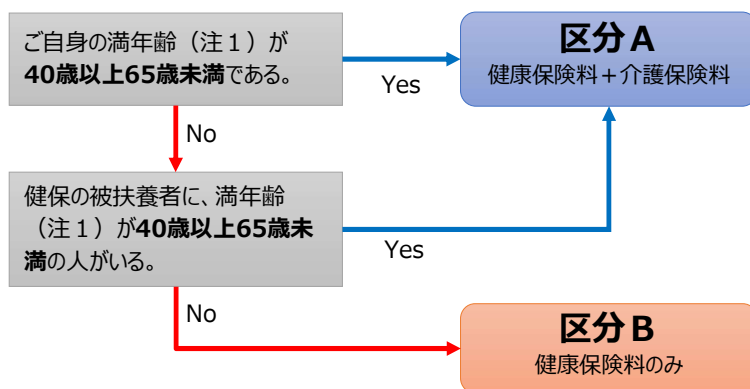 ご自身の満年齢（注１）が
40歳以上65歳未満である。
Yes
区分Ａ
健康保険料＋介護保険料
No
健保の被扶養者に、満年齢
（注１）が40歳以上65歳未
満の人がいる。
Yes
No
区分Ｂ
健康保険料のみ